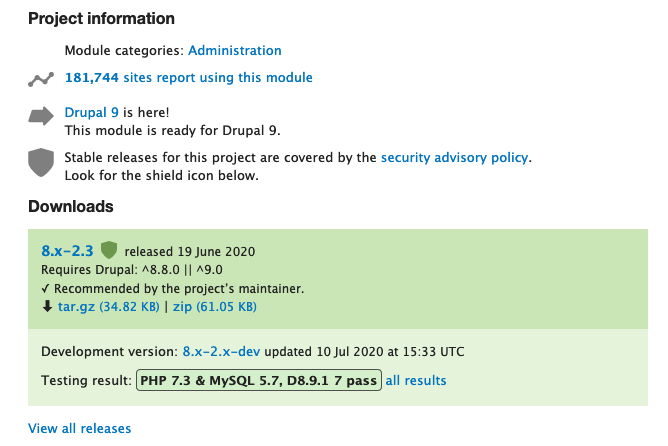 Project information
Module categories: Administration
181,744 sites report using this module
Drupal 9 is here!
This module is ready for Drupal 9.
Stable releases for this project are covered by the security advisory policy.
Look for the shield icon below.
Downloads
8.x-2.3 released 19 June 2020
Requires Drupal: ^8.8.0 || ^9.0
✓ Recommended by the project's maintainer.
tar.gz (34.82 KB) | zip (61.05 KB)
Development version: 8.x-2.x-dev updated 10 Jul 2020 at 15:33 UTC
Testing result: PHP 7.3 & MySQL 5.7, D8.9.1 7 pass all results
View all releases